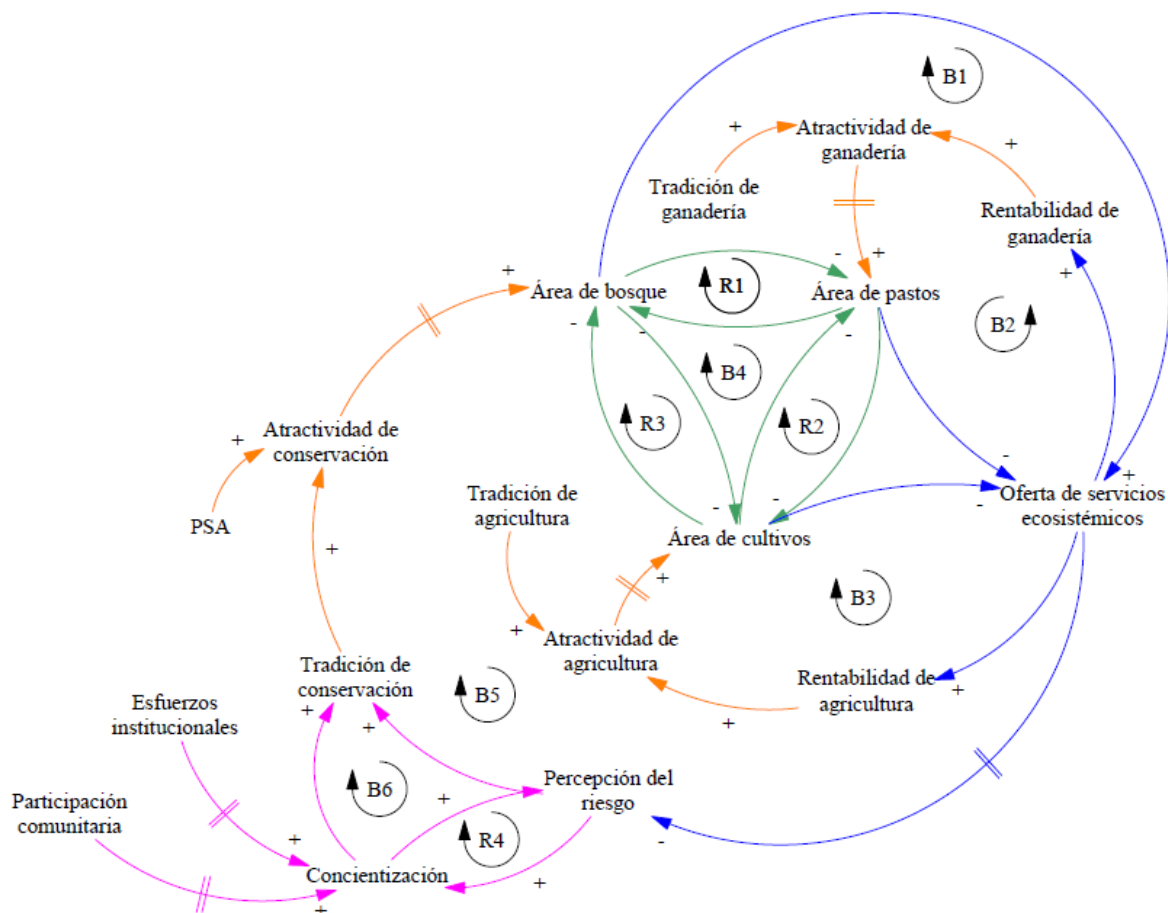 B1
+
Atractividad de
ganadería
+
Tradición de
ganadería
Rentabilidad de
ganadería
+
-
+
+
Área de bosque
R1
Área de pastos
B2
-
-
-
B4
R3
R2
+
Atractividad de
conservación
-
+
Oferta de servicios
ecosistémicos
Tradición de
agricultura
-
-
-
PSA
Área de cultivos
+
+
B3
+
Atractividad de
agricultura
Tradición de
conservación
B5
Rentabilidad de
agricultura
+
+
Esfuerzos
institucionales
+
+
B6
Percepción del
riesgo
+
Participación
comunitaria
R4
+
-
Concientización
+
+